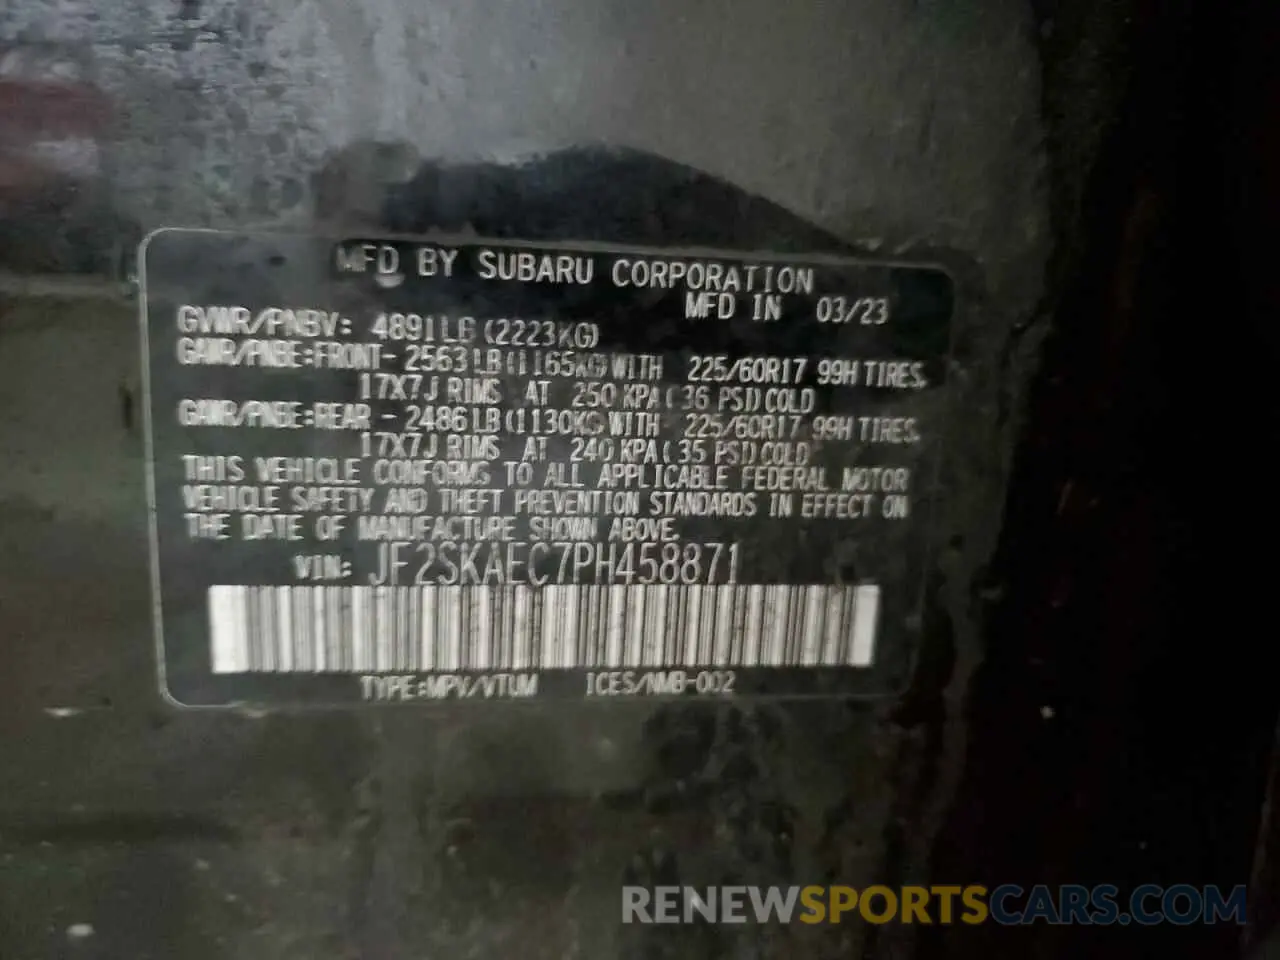 MFD BY SUBARU CORPORATION
MFD IN 03/23
GVWR/PNBV: 4891LB (2223KG)
GAWR/PNBE:FRONT- 2563LB(1165KG)WITH 225/60R17 99H TIRES,
17X7J RIMS AT 250 KPA( 36 PSI)COLD
GAWR/PNBE:REAR - 2486LB(1130KG)WITH 225/60R17 99H TIRES,
17X7J RIMS AT 240 KPA( 35 PSI)COLD
THIS VEHICLE CONFORMS TO ALL APPLICABLE FEDERAL MOTOR
VEHICLE SAFETY AND THEFT PREVENTION STANDARDS IN EFFECT ON
THE DATE OF MANUFACTURE SHOWN ABOVE.
VIN: JF2SKAEC7PH458871
TYPE:MPV/VTUM ICES/NMB-002
RENEWSPORTSCARS.COM